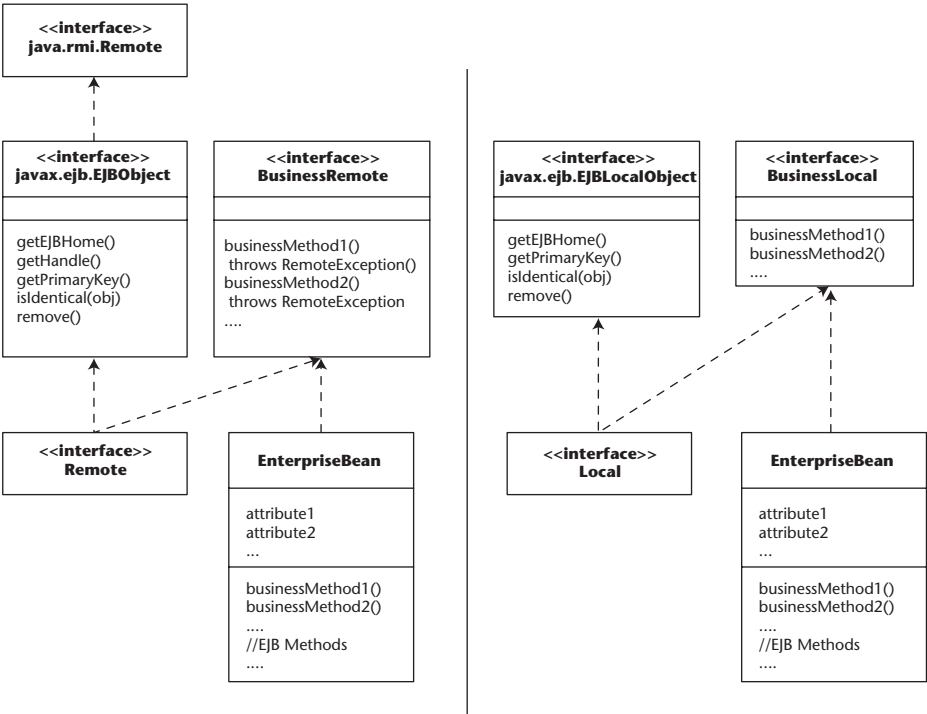 <<interface>>
java.rmi.Remote
<<interface>>
javax.ejb.EJBObject
getEJBHome()
getHandle()
getPrimaryKey()
isIdentical(obj)
remove()
<<interface>>
BusinessRemote
businessMethod1()
throws RemoteException()
businessMethod2()
throws RemoteException
....
<<interface>>
Remote
EnterpriseBean
attribute1
attribute2
...
businessMethod1()
businessMethod2()
....
//EJB Methods
....
<<interface>>
javax.ejb.EJBLocalObject
getEJBHome()
getPrimaryKey()
isIdentical(obj)
remove()
<<interface>>
BusinessLocal
businessMethod1()
businessMethod2()
....
<<interface>>
Local
EnterpriseBean
attribute1
attribute2
...
businessMethod1()
businessMethod2()
....
//EJB Methods
....